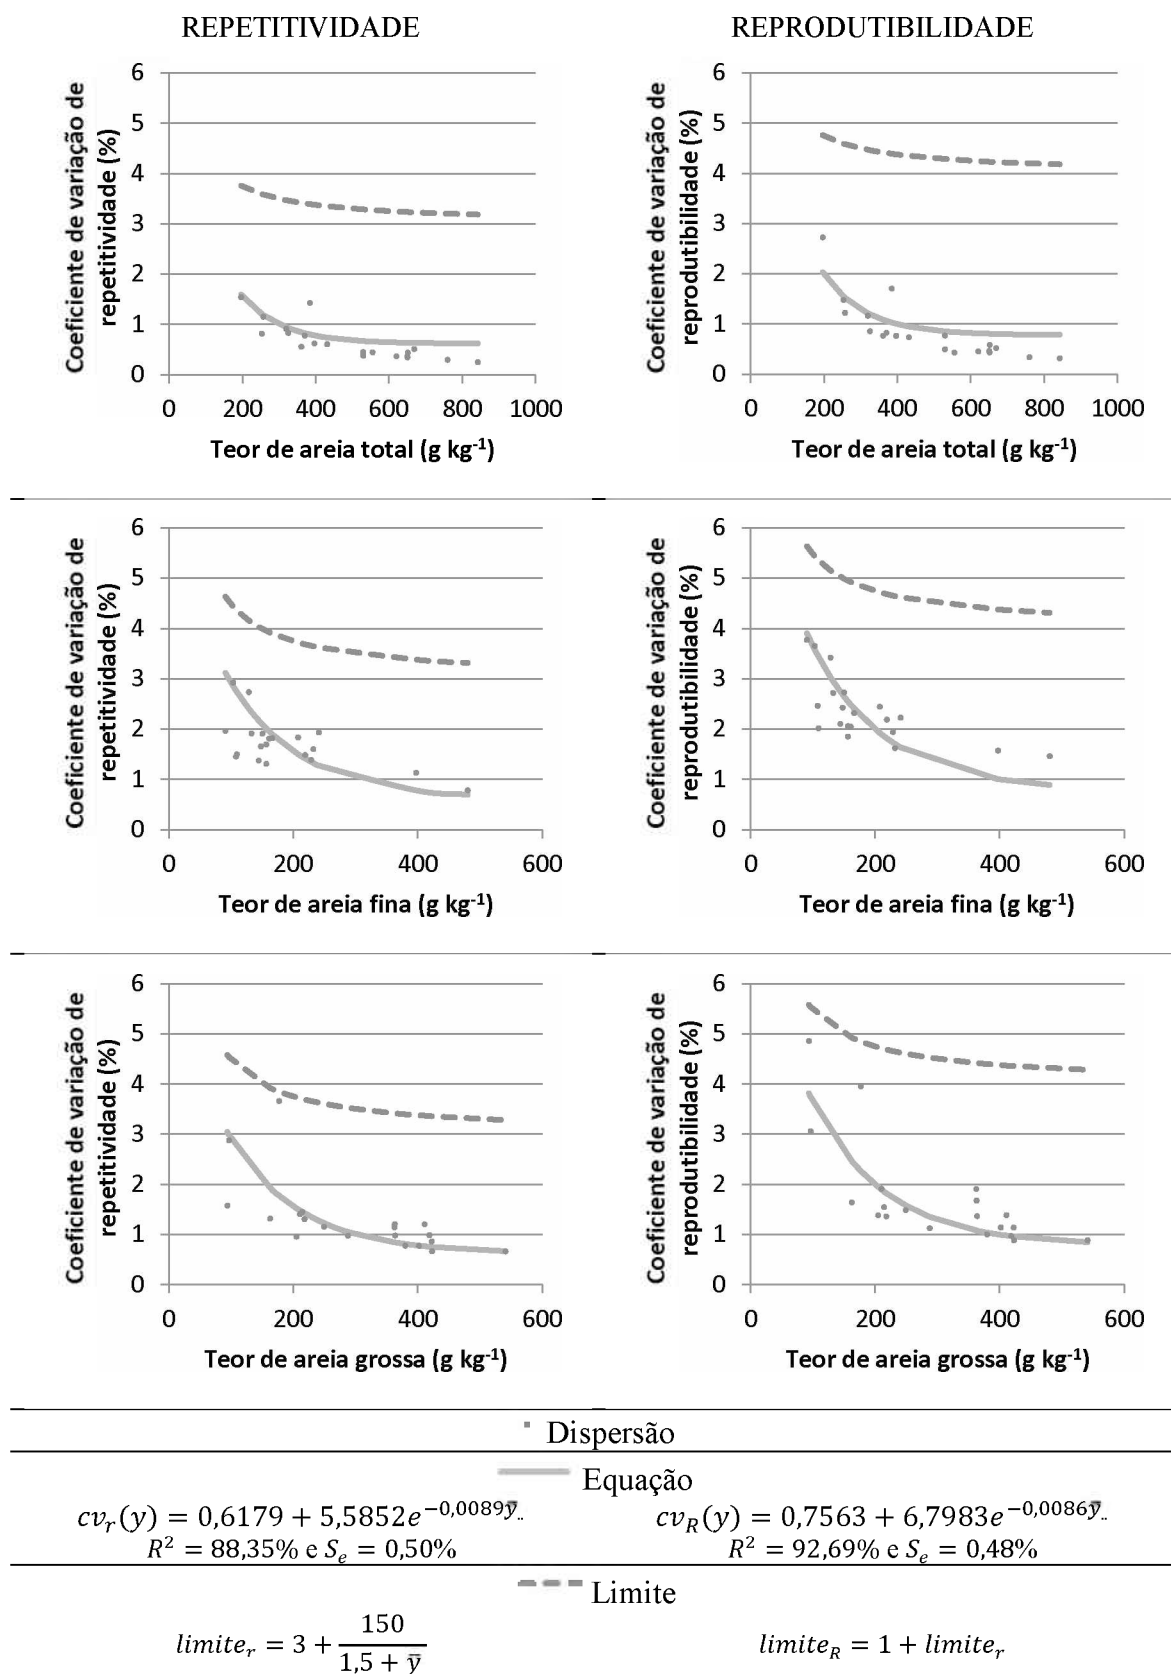 REPETITIVIDADE
REPRODUTIBILIDADE
Coeficiente de variação de
repetitividade (%)
6
5
4
3
2
1
0
0 200 400 600 800 1000
Teor de areia total (g kg⁻¹)
Coeficiente de variação de
reprodutibilidade (%)
6
5
4
3
2
1
0
0 200 400 600 800 1000
Teor de areia total (g kg⁻¹)
Coeficiente de variação de
repetitividade (%)
6
5
4
3
2
1
0
0 200 400 600
Teor de areia fina (g kg⁻¹)
Coeficiente de variação de
reprodutibilidade (%)
6
5
4
3
2
1
0
0 200 400 600
Teor de areia fina (g kg⁻¹)
Coeficiente de variação de
repetitividade (%)
6
5
4
3
2
1
0
0 200 400 600
Teor de areia grossa (g kg⁻¹)
Coeficiente de variação de
reprodutibilidade (%)
6
5
4
3
2
1
0
0 200 400 600
Teor de areia grossa (g kg⁻¹)
Dispersão
Equação
cv_r(y) = 0,6179 + 5,5852e^{-0,0089ȳ..}
R² = 88,35% e S_e = 0,50%
cv_R(y) = 0,7563 + 6,7983e^{-0,0086ȳ..}
R² = 92,69% e S_e = 0,48%
Limite
limite_r = 3 + 150 / (1,5 + ȳ)
limite_R = 1 + limite_r